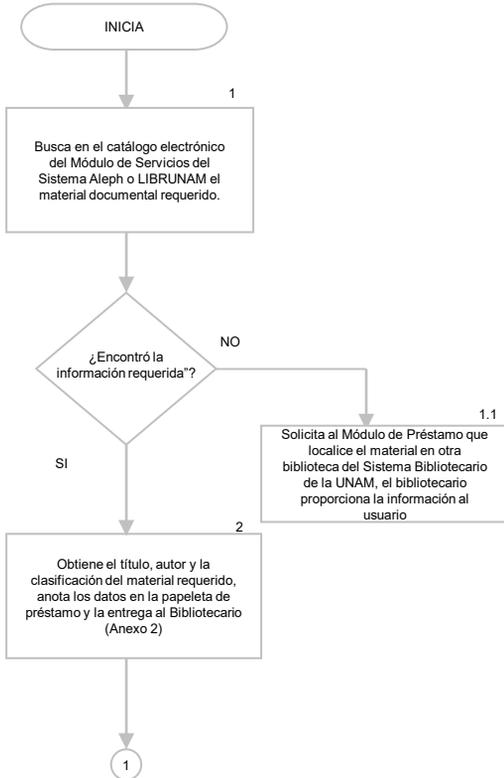 INICIA
1
Busca en el catálogo electrónico
del Módulo de Servicios del
Sistema Aleph o LIBRUNAM el
material documental requerido.
¿Encontró la
información requerida”?
NO
1.1
Solicita al Módulo de Préstamo que
localice el material en otra
biblioteca del Sistema Bibliotecario
de la UNAM, el bibliotecario
proporciona la información al
usuario
SI
2
Obtiene el título, autor y la
clasificación del material requerido,
anota los datos en la papeleta de
préstamo y la entrega al Bibliotecario
(Anexo 2)
1